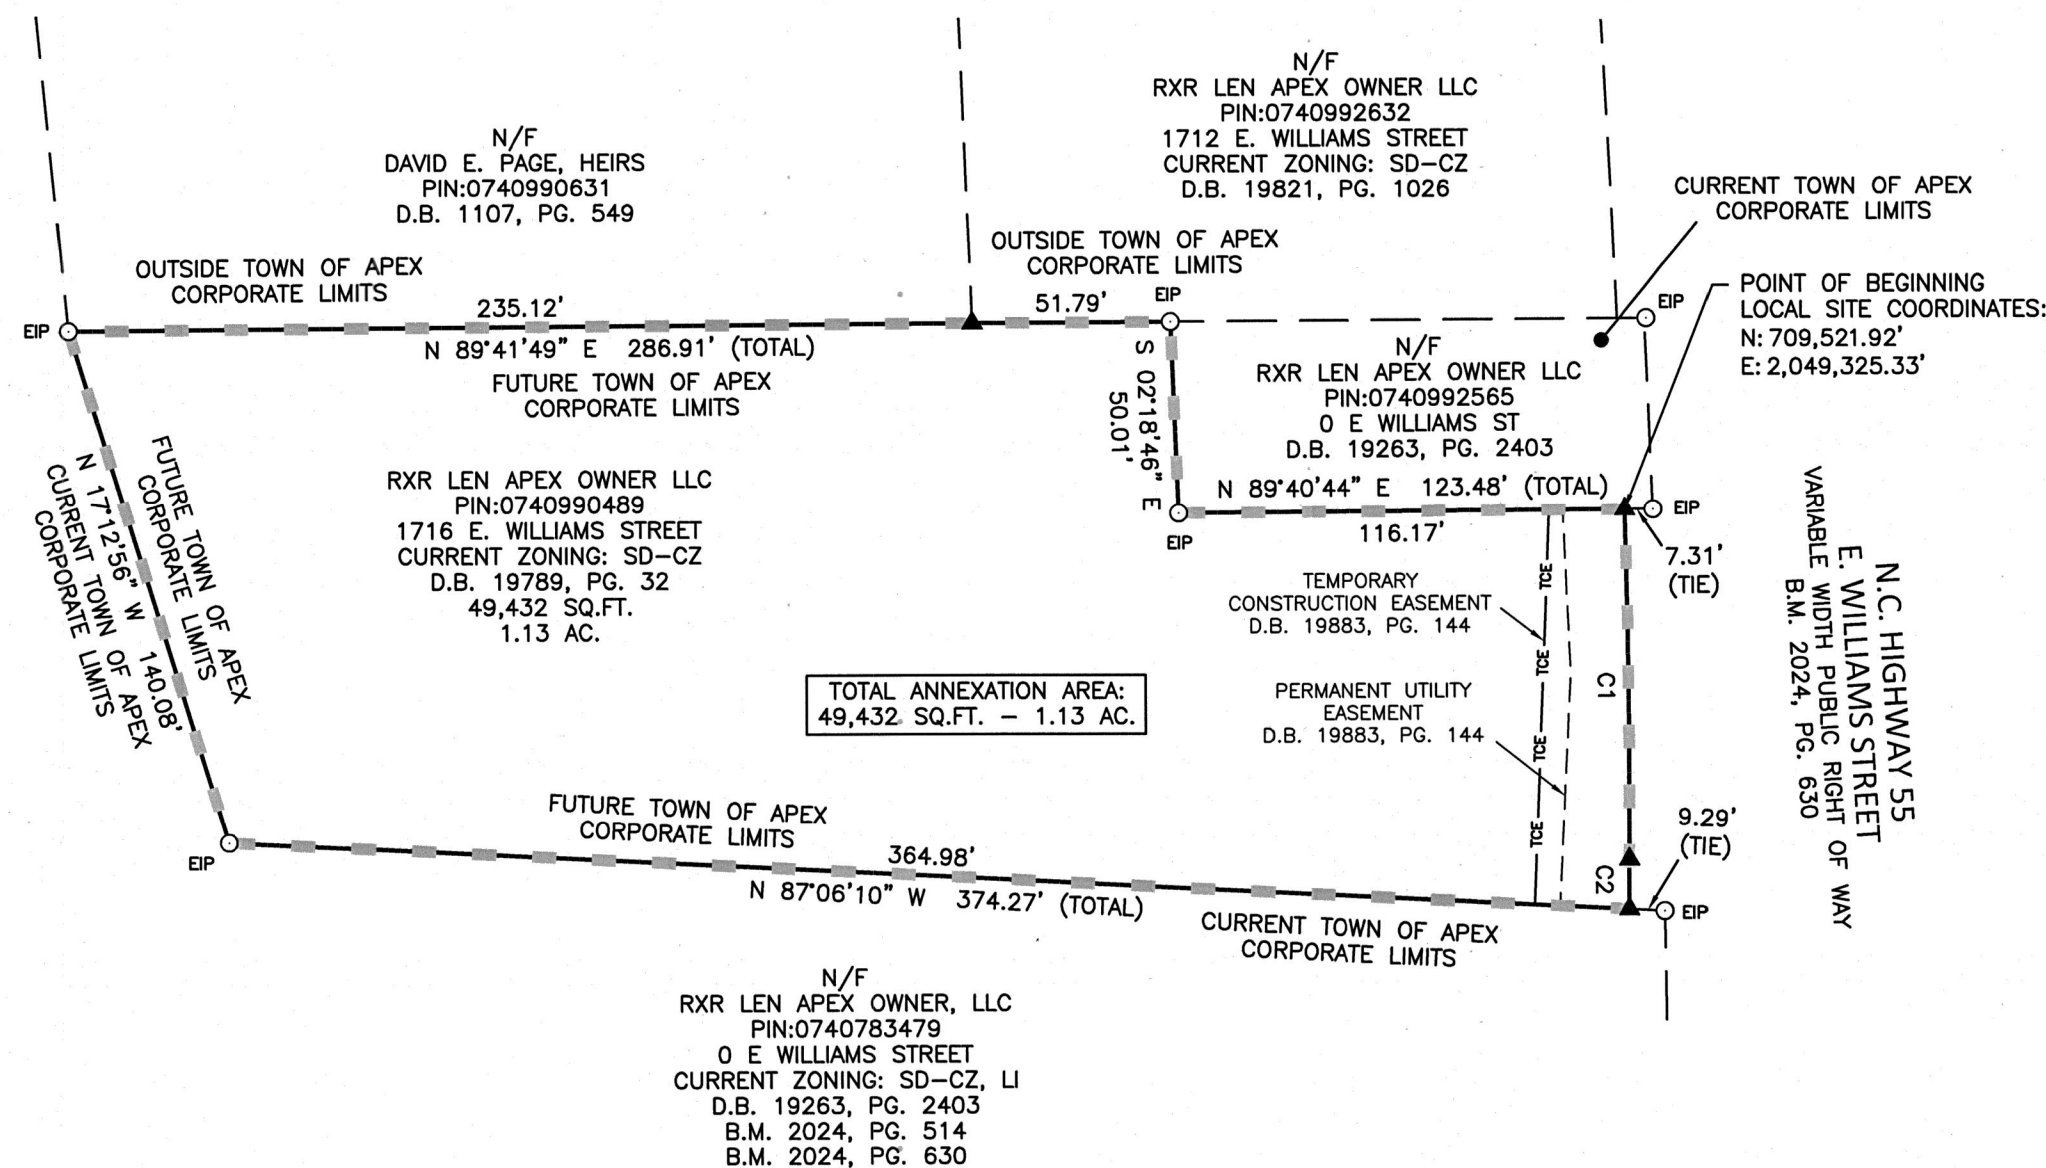 N/F
DAVID E. PAGE, HEIRS
PIN:0740990631
D.B. 1107, PG. 549
N/F
RXR LEN APEX OWNER LLC
PIN:0740992632
1712 E. WILLIAMS STREET
CURRENT ZONING: SD-CZ
D.B. 19821, PG. 1026
CURRENT TOWN OF APEX
CORPORATE LIMITS
OUTSIDE TOWN OF APEX
CORPORATE LIMITS
OUTSIDE TOWN OF APEX
CORPORATE LIMITS
POINT OF BEGINNING
LOCAL SITE COORDINATES:
N: 709,521.92'
E: 2,049,325.33'
EIP
235.12'
51.79'
EIP
EIP
N 89°41'49" E 286.91' (TOTAL)
FUTURE TOWN OF APEX
CORPORATE LIMITS
S 02°18'46" E
50.01'
N/F
RXR LEN APEX OWNER LLC
PIN:0740992565
0 E WILLIAMS ST
D.B. 19263, PG. 2403
N 89°40'44" E 123.48' (TOTAL)
116.17'
EIP
EIP
7.31'
(TIE)
FUTURE TOWN OF APEX
CORPORATE LIMITS
N 17°12'56" W 140.08'
CURRENT TOWN OF APEX
CORPORATE LIMITS
RXR LEN APEX OWNER LLC
PIN:0740990489
1716 E. WILLIAMS STREET
CURRENT ZONING: SD-CZ
D.B. 19789, PG. 32
49,432 SQ.FT.
1.13 AC.
TEMPORARY
CONSTRUCTION EASEMENT
D.B. 19883, PG. 144
PERMANENT UTILITY
EASEMENT
D.B. 19883, PG. 144
TCE
TCE
TCE
TCE
C1
C2
N.C. HIGHWAY 55
E. WILLIAMS STREET
VARIABLE WIDTH PUBLIC RIGHT OF WAY
B.M. 2024, PG. 630
TOTAL ANNEXATION AREA:
49,432 SQ.FT. - 1.13 AC.
9.29'
(TIE)
EIP
EIP
FUTURE TOWN OF APEX
CORPORATE LIMITS
364.98'
N 87°06'10" W 374.27' (TOTAL)
CURRENT TOWN OF APEX
CORPORATE LIMITS
N/F
RXR LEN APEX OWNER, LLC
PIN:0740783479
0 E WILLIAMS STREET
CURRENT ZONING: SD-CZ, LI
D.B. 19263, PG. 2403
B.M. 2024, PG. 514
B.M. 2024, PG. 630